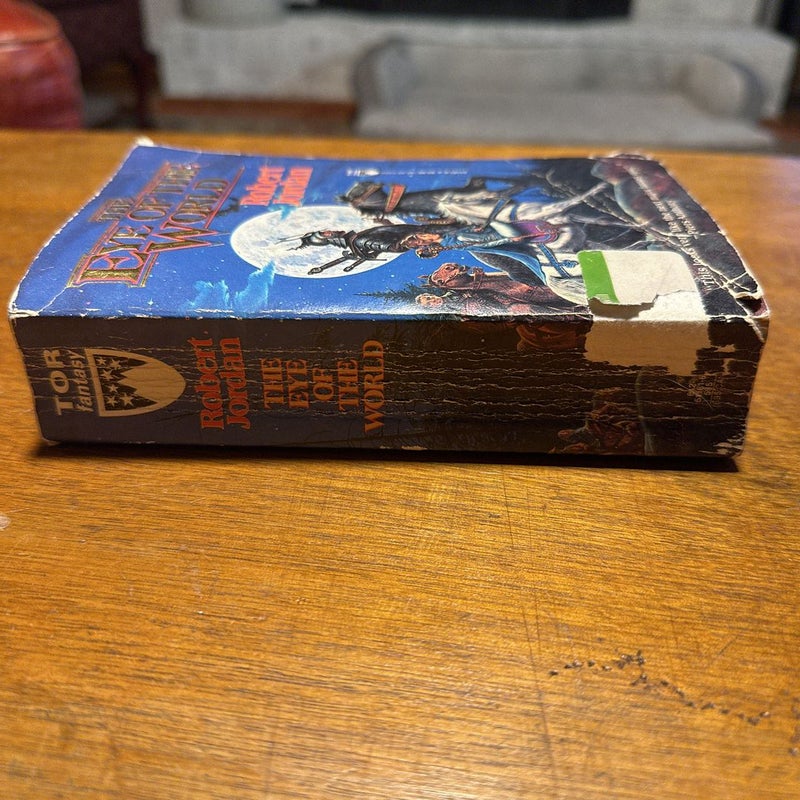 THE
EYE OF THE
WORLD
Robert
Jordan
TOR
fantasy
Robert
Jordan
THE
EYE
OF
THE
WORLD